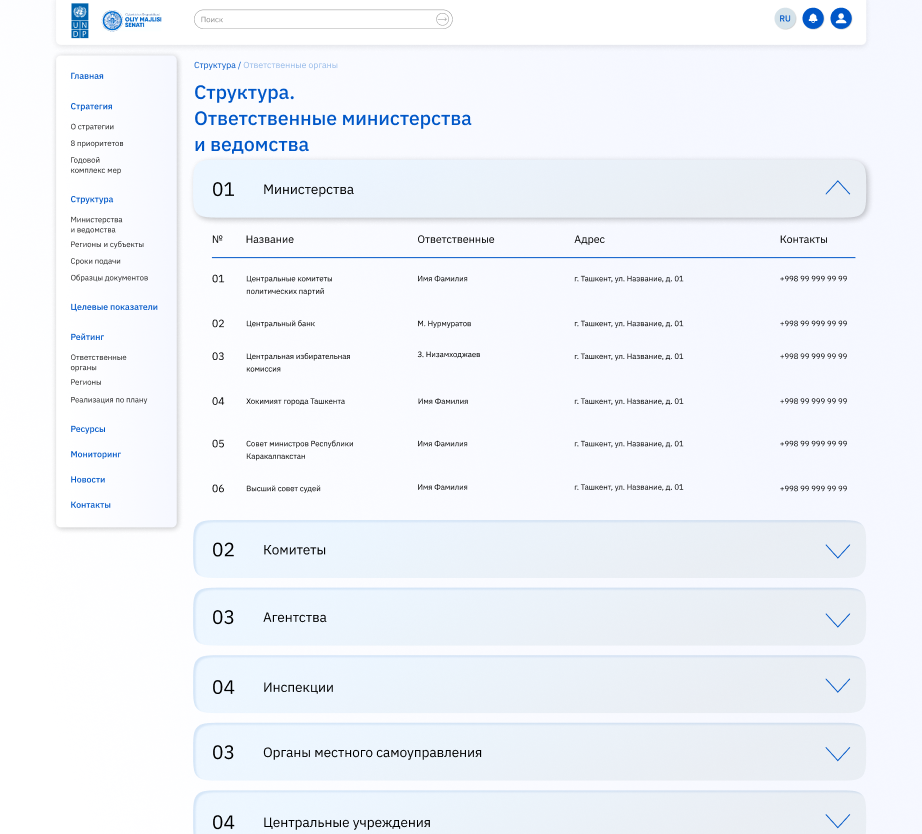 U N
D P
OLIY MAJLISI
SENATI
Поиск
RU
Главная
Стратегия
О стратегии
8 приоритетов
Годовой
комплекс мер
Структура
Министерства
и ведомства
Регионы и субъекты
Сроки подачи
Образцы документов
Целевые показатели
Рейтинг
Ответственные
органы
Регионы
Реализация по плану
Ресурсы
Мониторинг
Новости
Контакты
Структура / Ответственные органы
Структура.
Ответственные министерства
и ведомства
01 Министерства
№ Название Ответственные Адрес Контакты
01 Центральные комитеты
политических партий Имя Фамилия г. Ташкент, ул. Название, д. 01 +998 99 999 99 99
02 Центральный банк М. Нурмуратов г. Ташкент, ул. Название, д. 01 +998 99 999 99 99
03 Центральная избирательная
комиссия З. Низамходжаев г. Ташкент, ул. Название, д. 01 +998 99 999 99 99
04 Хокимият города Ташкента Имя Фамилия г. Ташкент, ул. Название, д. 01 +998 99 999 99 99
05 Совет министров Республики
Каракалпакстан Имя Фамилия г. Ташкент, ул. Название, д. 01 +998 99 999 99 99
06 Высший совет судей Имя Фамилия г. Ташкент, ул. Название, д. 01 +998 99 999 99 99
02 Комитеты
03 Агентства
04 Инспекции
03 Органы местного самоуправления
04 Центральные учреждения